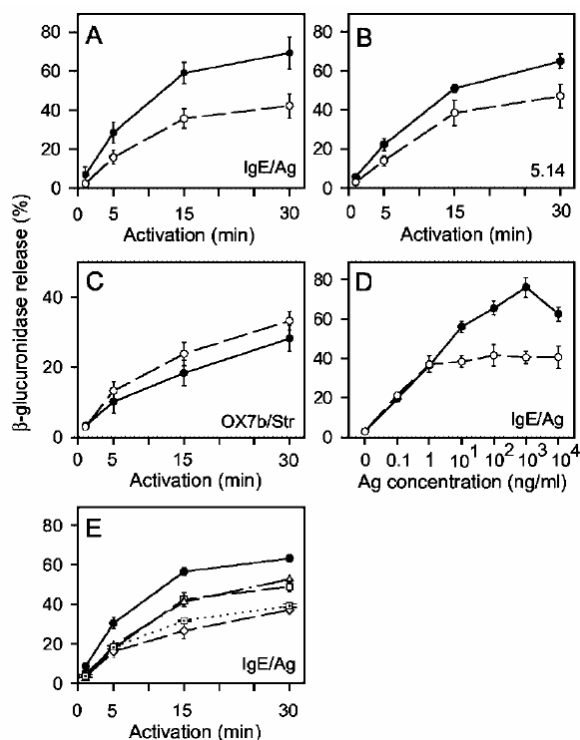 A
B
80
60
40
20
0
IgE/Ag
0 5 15 30
Activation (min)
80
60
40
20
0
5.14
0 5 15 30
Activation (min)
β-glucuronidase release (%)
C
D
40
20
0
OX7b/Str
0 5 15 30
Activation (min)
80
60
40
20
0
IgE/Ag
0 0.1 1 10¹ 10² 10³ 10⁴
Ag concentration (ng/ml)
E
80
60
40
20
0
IgE/Ag
0 5 15 30
Activation (min)